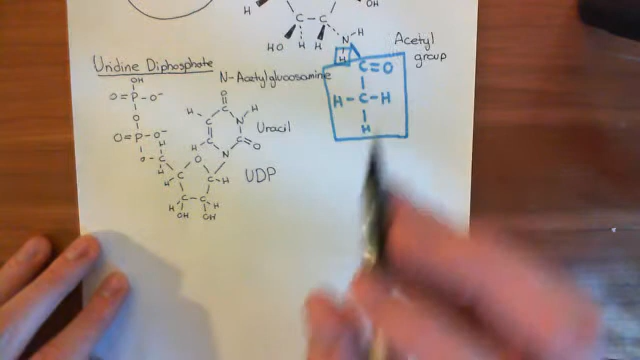 H
OH
C-C
HO
H
H
N
H
H
Acetyl
group
Uridine Diphosphate
N-Acetylglucosamine
C=O
H-C-H
H
OH
O=P-O-
O
O=P-O-
O
H
C
H
O
C
H
C
H
C
H
C
H
OH
OH
O
C
H
C
N
H
C
H
C
O
N
Uracil
UDP